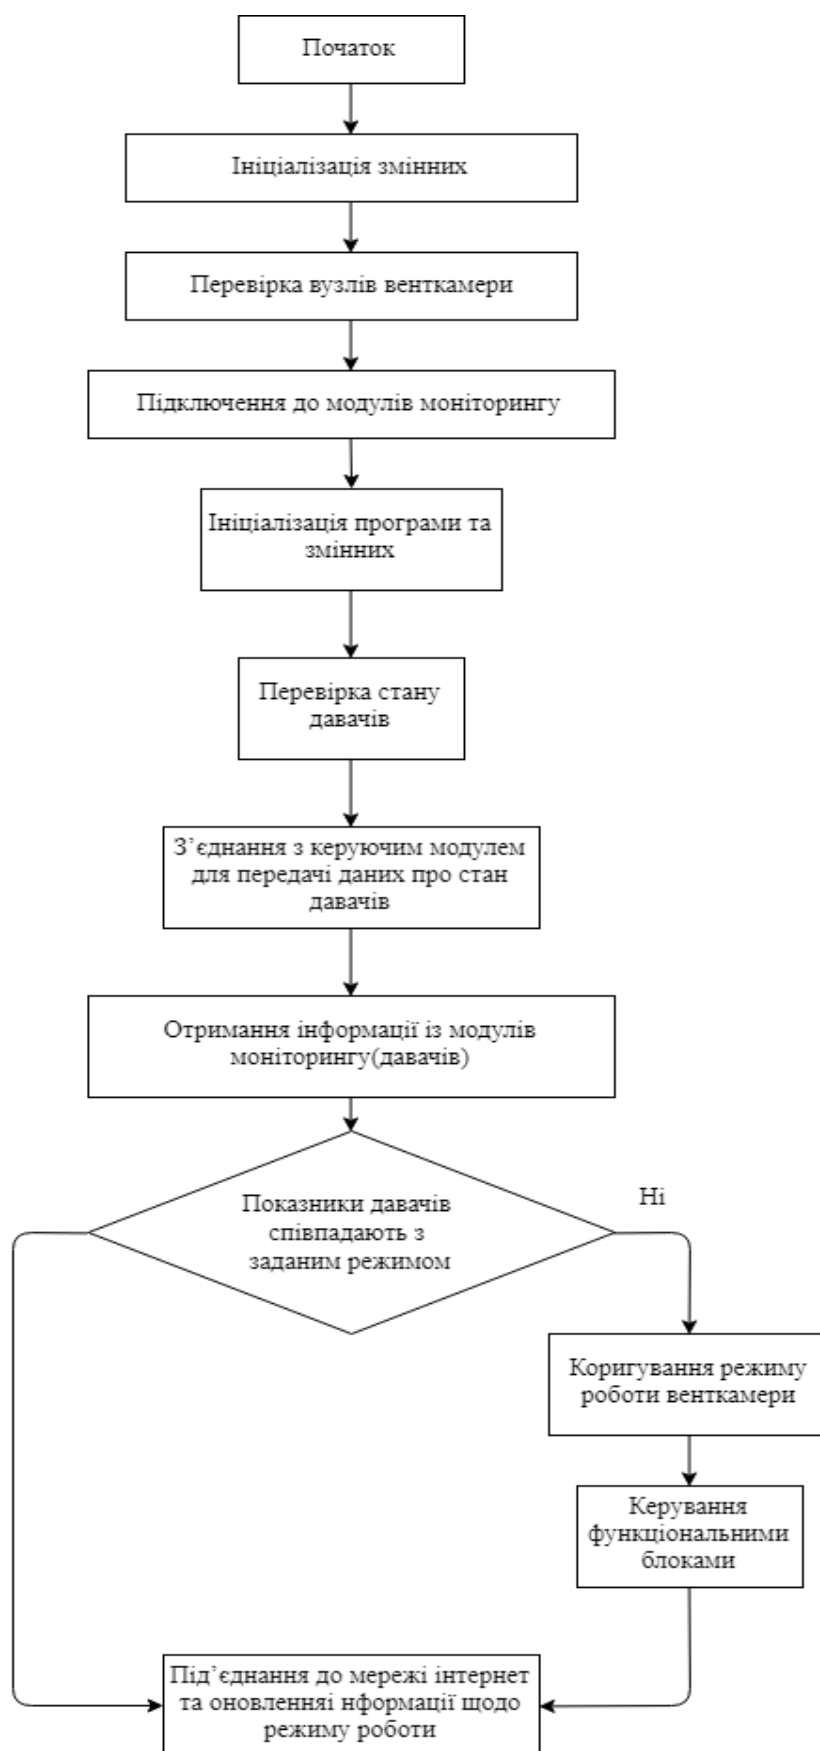 Початок
Ініціалізація змінних
Перевірка вузлів венткамери
Підключення до модулів моніторингу
Ініціалізація програми та
змінних
Перевірка стану
давачів
З’єднання з керуючим модулем
для передачі даних про стан
давачів
Отримання інформації із модулів
моніторингу(давачів)
Показники давачів
співпадають з
заданим режимом
Ні
Коригування режиму
роботи венткамери
Керування
функціональними
блоками
Під’єднання до мережі інтернет
та оновленняі нформації щодо
режиму роботи